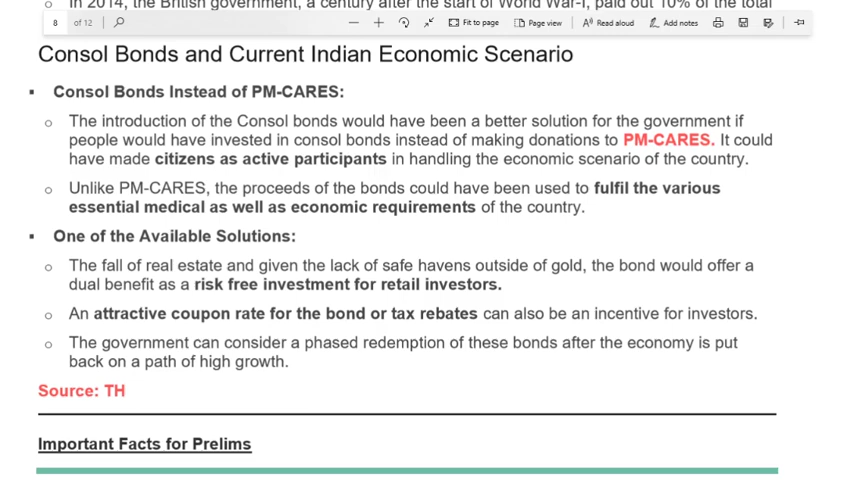 In 2014, the British government, a century after the start of World War-I, paid out 10% of the total
8 of 12 Fit to page Page view Read aloud Add notes
Consol Bonds and Current Indian Economic Scenario
▪ Consol Bonds Instead of PM-CARES:
o The introduction of the Consol bonds would have been a better solution for the government if
people would have invested in consol bonds instead of making donations to PM-CARES. It could
have made citizens as active participants in handling the economic scenario of the country.
o Unlike PM-CARES, the proceeds of the bonds could have been used to fulfil the various
essential medical as well as economic requirements of the country.
▪ One of the Available Solutions:
o The fall of real estate and given the lack of safe havens outside of gold, the bond would offer a
dual benefit as a risk free investment for retail investors.
o An attractive coupon rate for the bond or tax rebates can also be an incentive for investors.
o The government can consider a phased redemption of these bonds after the economy is put
back on a path of high growth.
Source: TH
Important Facts for Prelims